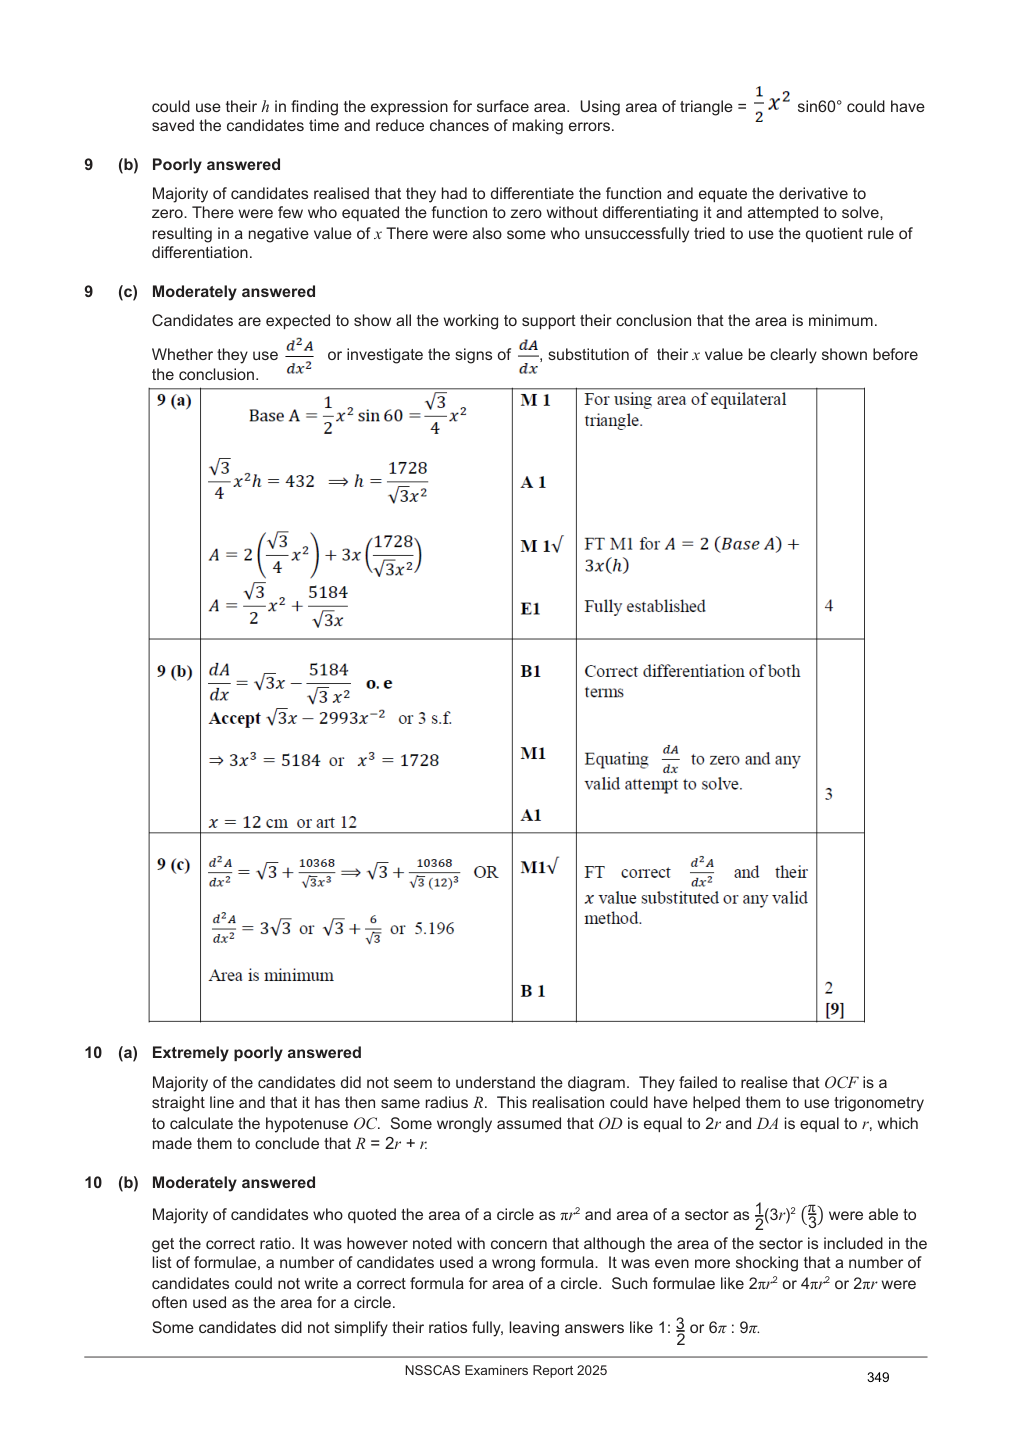 could use their h in finding the expression for surface area. Using area of triangle = 1/2 x² sin60° could have
saved the candidates time and reduce chances of making errors.
9 (b) Poorly answered
Majority of candidates realised that they had to differentiate the function and equate the derivative to
zero. There were few who equated the function to zero without differentiating it and attempted to solve,
resulting in a negative value of x There were also some who unsuccessfully tried to use the quotient rule of
differentiation.
9 (c) Moderately answered
Candidates are expected to show all the working to support their conclusion that the area is minimum.
Whether they use d²A/dx² or investigate the signs of dA/dx, substitution of their x value be clearly shown before
the conclusion.
9 (a) Base A = 1/2 x² sin 60 = √3/4 x² M 1 For using area of equilateral
triangle.
√3/4 x²h = 432 ⟹ h = 1728/√3x² A 1
A = 2(√3/4 x²) + 3x(1728/√3x²) M 1√ FT M1 for A = 2 (Base A) +
3x(h)
A = √3/2 x² + 5184/√3x E1 Fully established 4
9 (b) dA/dx = √3x − 5184/√3 x² o. e B1 Correct differentiation of both
terms
Accept √3x − 2993x⁻² or 3 s.f.
⇒ 3x³ = 5184 or x³ = 1728 M1 Equating dA/dx to zero and any
valid attempt to solve.
3
x = 12 cm or art 12 A1
9 (c) d²A/dx² = √3 + 10368/√3x³ ⟹ √3 + 10368/√3 (12)³ OR M1√ FT correct d²A/dx² and their
x value substituted or any valid
method.
d²A/dx² = 3√3 or √3 + 6/√3 or 5.196
Area is minimum
B 1 2
[9]
10 (a) Extremely poorly answered
Majority of the candidates did not seem to understand the diagram. They failed to realise that OCF is a
straight line and that it has then same radius R. This realisation could have helped them to use trigonometry
to calculate the hypotenuse OC. Some wrongly assumed that OD is equal to 2r and DA is equal to r, which
made them to conclude that R = 2r + r.
10 (b) Moderately answered
Majority of candidates who quoted the area of a circle as πr² and area of a sector as 1/2(3r)² (π/3) were able to
get the correct ratio. It was however noted with concern that although the area of the sector is included in the
list of formulae, a number of candidates used a wrong formula. It was even more shocking that a number of
candidates could not write a correct formula for area of a circle. Such formulae like 2πr² or 4πr² or 2πr were
often used as the area for a circle.
Some candidates did not simplify their ratios fully, leaving answers like 1: 3/2 or 6π : 9π.
NSSCAS Examiners Report 2025
349